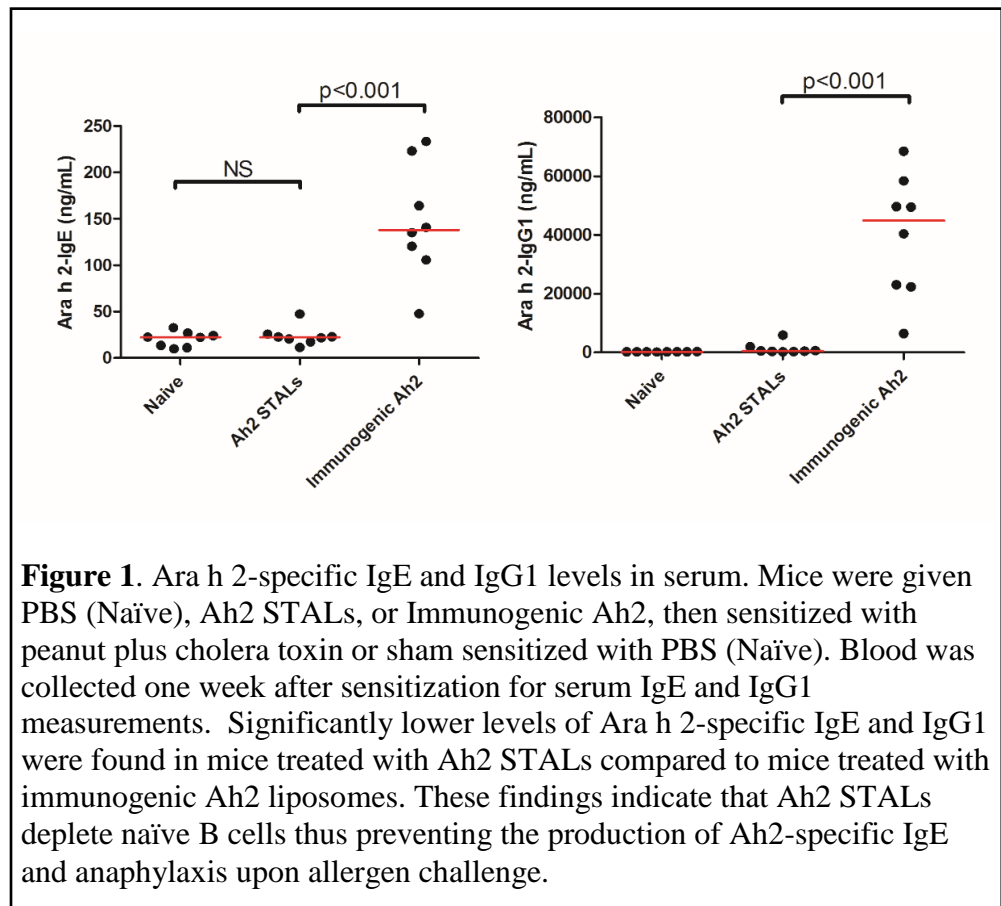 p<0.001
NS
250
200
150
100
50
0
Ara h 2-IgE (ng/mL)
Naive
Ah2 STALs
Immunogenic Ah2
p<0.001
80000
60000
40000
20000
0
Ara h 2-IgG1 (ng/mL)
Naive
Ah2 STALs
Immunogenic Ah2
Figure 1. Ara h 2-specific IgE and IgG1 levels in serum. Mice were given
PBS (Naïve), Ah2 STALs, or Immunogenic Ah2, then sensitized with
peanut plus cholera toxin or sham sensitized with PBS (Naïve). Blood was
collected one week after sensitization for serum IgE and IgG1
measurements. Significantly lower levels of Ara h 2-specific IgE and IgG1
were found in mice treated with Ah2 STALs compared to mice treated with
immunogenic Ah2 liposomes. These findings indicate that Ah2 STALs
deplete naïve B cells thus preventing the production of Ah2-specific IgE
and anaphylaxis upon allergen challenge.